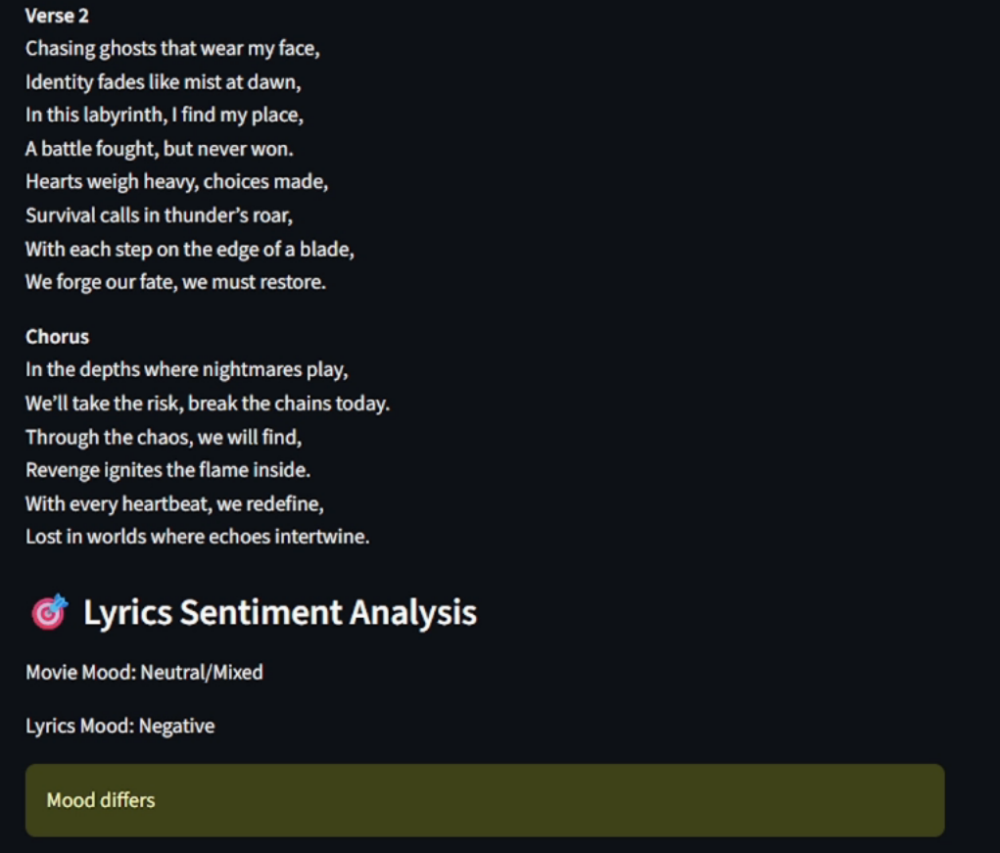 Verse 2
Chasing ghosts that wear my face,
Identity fades like mist at dawn,
In this labyrinth, I find my place,
A battle fought, but never won.
Hearts weigh heavy, choices made,
Survival calls in thunder’s roar,
With each step on the edge of a blade,
We forge our fate, we must restore.
Chorus
In the depths where nightmares play,
We’ll take the risk, break the chains today.
Through the chaos, we will find,
Revenge ignites the flame inside.
With every heartbeat, we redefine,
Lost in worlds where echoes intertwine.
Lyrics Sentiment Analysis
Movie Mood: Neutral/Mixed
Lyrics Mood: Negative
Mood differs